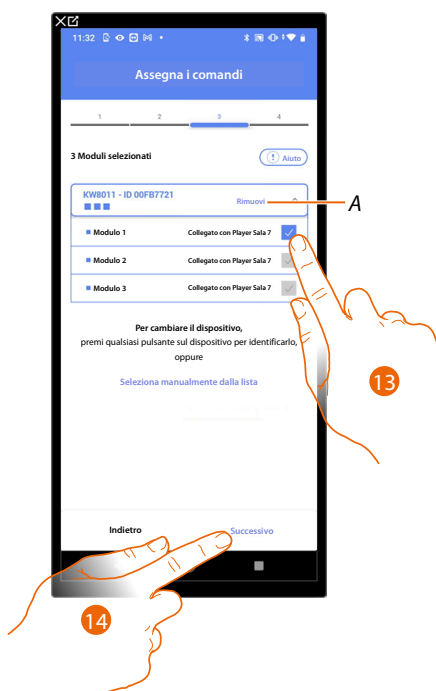 11:32
Assegna i comandi
1 2 3 4
3 Moduli selezionati
Aiuto
KW8011 - ID 00FB7721
Rimuovi
A
Modulo 1 Collegato con Player Sala 7
Modulo 2 Collegato con Player Sala 7
Modulo 3 Collegato con Player Sala 7
Per cambiare il dispositivo,
premi qualsiasi pulsante sul dispositivo per identificarlo,
oppure
Seleziona manualmente dalla lista
13
Indietro Successivo
14